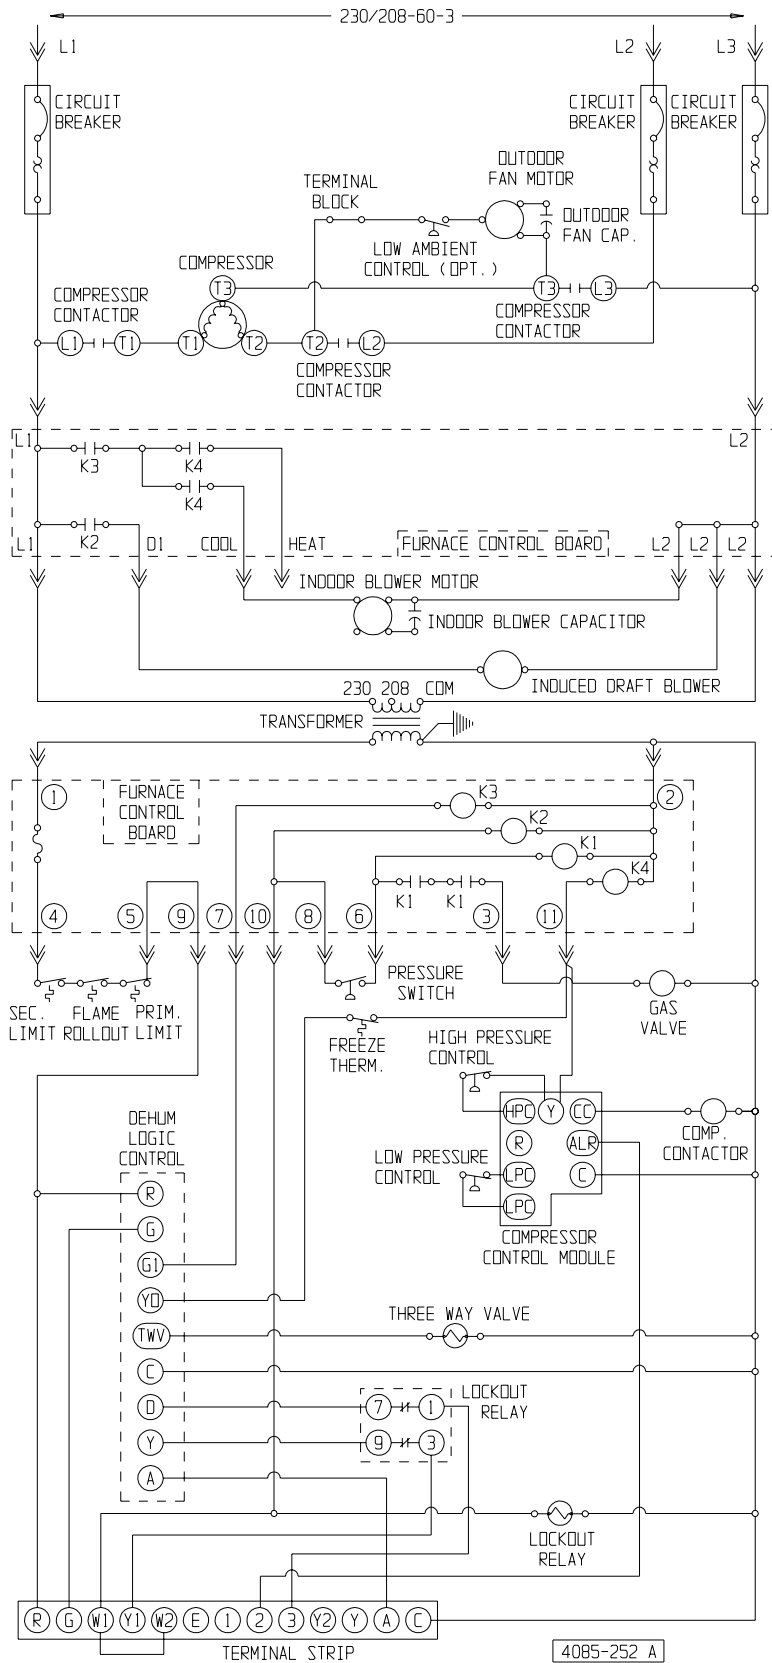 230/208-60-3
L1
L2
L3
CIRCUIT
BREAKER
CIRCUIT
BREAKER
CIRCUIT
BREAKER
OUTDOOR
FAN MOTOR
TERMINAL
BLOCK
OUTDOOR
FAN CAP.
LOW AMBIENT
CONTROL (OPT.)
COMPRESSOR
T3
T3
L3
COMPRESSOR
CONTACTOR
COMPRESSOR
CONTACTOR
L1
T1
T1
T2
T2
L2
COMPRESSOR
CONTACTOR
L1
L2
K3
K4
K4
K2
L1
D1
COOL
HEAT
FURNACE CONTROL BOARD
L2
L2
L2
INDOOR BLOWER MOTOR
INDOOR BLOWER CAPACITOR
INDUCED DRAFT BLOWER
230 208 COM
TRANSFORMER
1
FURNACE
CONTROL
BOARD
K3
2
K2
K1
K4
K1
K1
4
5
9
7
10
8
6
3
11
PRESSURE
SWITCH
SEC.
LIMIT
FLAME
ROLLOUT
PRIM.
LIMIT
GAS
VALVE
FREEZE
THERM.
HIGH PRESSURE
CONTROL
HPC
Y
CC
R
ALR
LPC
C
LPC
COMP.
CONTACTOR
LOW PRESSURE
CONTROL
COMPRESSOR
CONTROL MODULE
DEHUM
LOGIC
CONTROL
R
G
G1
YO
TWV
C
D
Y
A
THREE WAY VALVE
LOCKOUT
RELAY
7
1
9
3
LOCKOUT
RELAY
R
G
W1
Y1
W2
E
1
2
3
Y2
Y
A
C
TERMINAL STRIP
4085-252 A